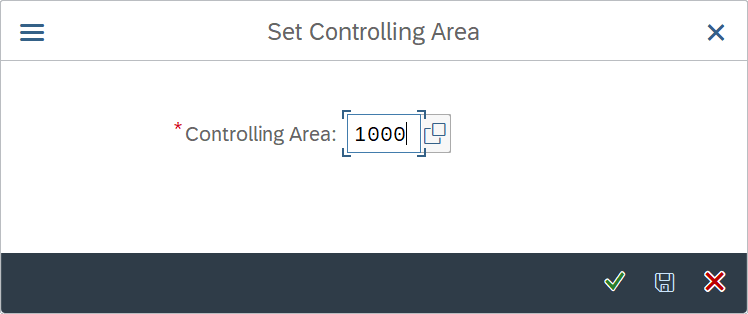 Set Controlling Area
* Controlling Area: 1000